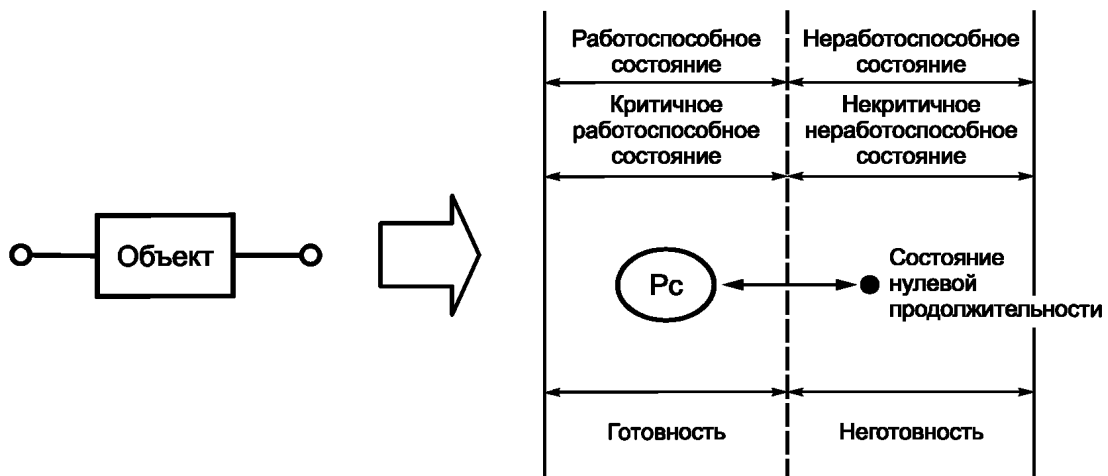 Работоспособное
состояние
Неработоспособное
состояние
Критичное
работоспособное
состояние
Некритичное
неработоспособное
состояние
Объект
Рс
Состояние
нулевой
продолжительности
Готовность
Неготовность